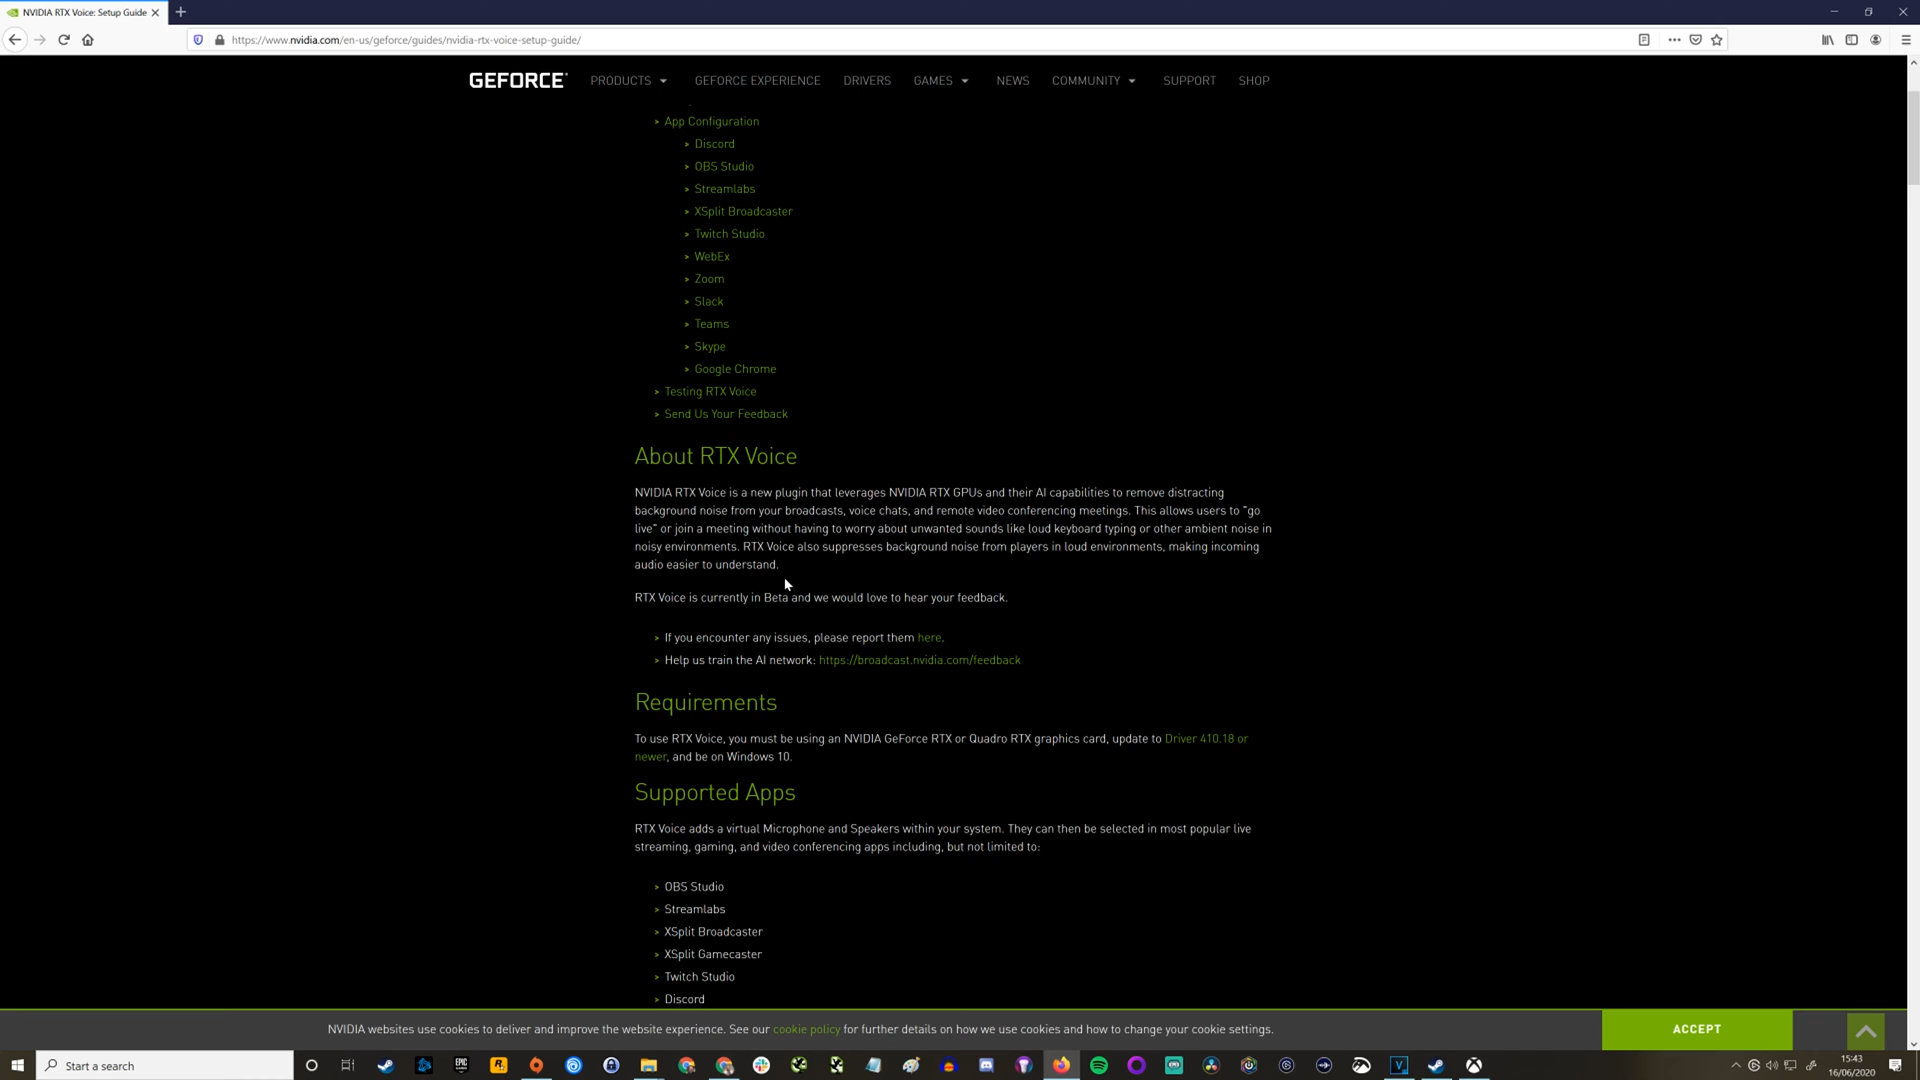 NVIDIA RTX Voice: Setup Guide
https://www.nvidia.com/en-us/geforce/guides/nvidia-rtx-voice-setup-guide/
GEFORCE PRODUCTS GEFORCE EXPERIENCE DRIVERS GAMES NEWS COMMUNITY SUPPORT SHOP
> App Configuration
> Discord
> OBS Studio
> Streamlabs
> XSplit Broadcaster
> Twitch Studio
> WebEx
> Zoom
> Slack
> Teams
> Skype
> Google Chrome
> Testing RTX Voice
> Send Us Your Feedback
About RTX Voice
NVIDIA RTX Voice is a new plugin that leverages NVIDIA RTX GPUs and their AI capabilities to remove distracting
background noise from your broadcasts, voice chats, and remote video conferencing meetings. This allows users to "go
live" or join a meeting without having to worry about unwanted sounds like loud keyboard typing or other ambient noise in
noisy environments. RTX Voice also suppresses background noise from players in loud environments, making incoming
audio easier to understand.
RTX Voice is currently in Beta and we would love to hear your feedback.
> If you encounter any issues, please report them here.
> Help us train the AI network: https://broadcast.nvidia.com/feedback
Requirements
To use RTX Voice, you must be using an NVIDIA GeForce RTX or Quadro RTX graphics card, update to Driver 410.18 or
newer, and be on Windows 10.
Supported Apps
RTX Voice adds a virtual Microphone and Speakers within your system. They can then be selected in most popular live
streaming, gaming, and video conferencing apps including, but not limited to:
> OBS Studio
> Streamlabs
> XSplit Broadcaster
> XSplit Gamecaster
> Twitch Studio
> Discord
NVIDIA websites use cookies to deliver and improve the website experience. See our cookie policy for further details on how we use cookies and how to change your cookie settings.
ACCEPT
Start a search
15:43
16/06/2020